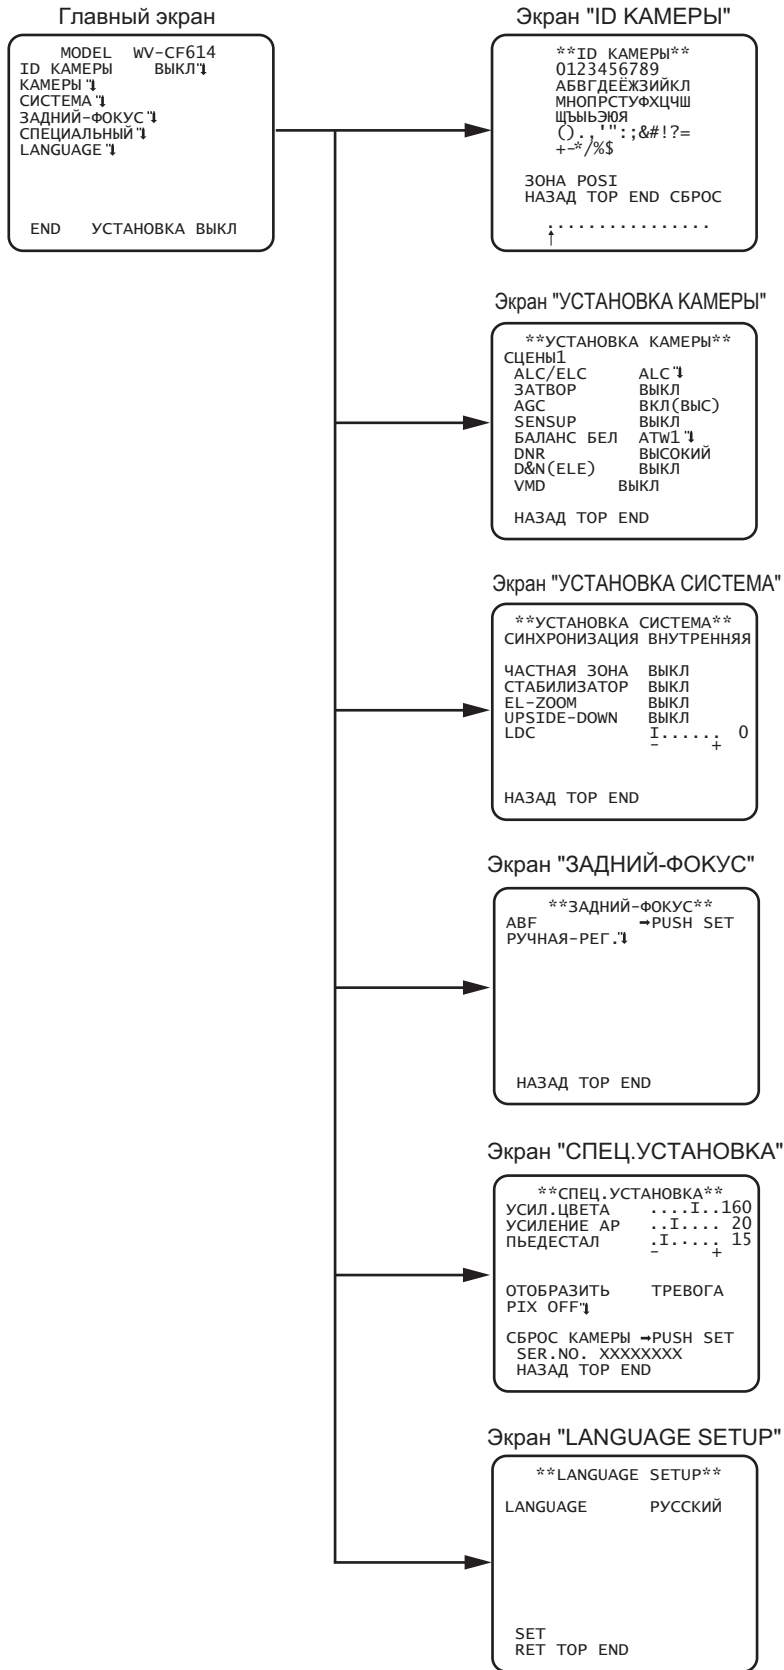 Главный экран
MODEL WV-CF614
ID КАМЕРЫ ВЫКЛ
КАМЕРЫ
СИСТЕМА
ЗАДНИЙ-ФОКУС
СПЕЦИАЛЬНЫЙ
LANGUAGE
END УСТАНОВКА ВЫКЛ
Экран "ID КАМЕРЫ"
**ID КАМЕРЫ**
0123456789
АБВГДЕЁЖЗИЙКЛ
МНОПРСТУФХЦЧШ
ЩЪЫЬЭЮЯ
().,'":;&#!?=
+-*/%$
ЗОНА POSI
НАЗАД TOP END СБРОС
................
↑
Экран "УСТАНОВКА КАМЕРЫ"
**УСТАНОВКА КАМЕРЫ**
СЦЕНЫ1
ALC/ELC ALC
ЗАТВОР ВЫКЛ
AGC ВКЛ(ВЫС)
SENSUP ВЫКЛ
БАЛАНС БЕЛ ATW1
DNR ВЫСОКИЙ
D&N(ELE) ВЫКЛ
VMD ВЫКЛ
НАЗАД TOP END
Экран "УСТАНОВКА СИСТЕМА"
**УСТАНОВКА СИСТЕМА**
СИНХРОНИЗАЦИЯ ВНУТРЕННЯЯ
ЧАСТНАЯ ЗОНА ВЫКЛ
СТАБИЛИЗАТОР ВЫКЛ
EL-ZOOM ВЫКЛ
UPSIDE-DOWN ВЫКЛ
LDC I...... 0
- +
НАЗАД TOP END
Экран "ЗАДНИЙ-ФОКУС"
**ЗАДНИЙ-ФОКУС**
ABF →PUSH SET
РУЧНАЯ-РЕГ.
НАЗАД TOP END
Экран "СПЕЦ.УСТАНОВКА"
**СПЕЦ.УСТАНОВКА**
УСИЛ.ЦВЕТА ....I..160
УСИЛЕНИЕ АР ..I.... 20
ПЬЕДЕСТАЛ .I..... 15
- +
ОТОБРАЗИТЬ ТРЕВОГА
PIX OFF
СБРОС КАМЕРЫ →PUSH SET
SER.NO. XXXXXXXX
НАЗАД TOP END
Экран "LANGUAGE SETUP"
**LANGUAGE SETUP**
LANGUAGE РУССКИЙ
SET
RET TOP END